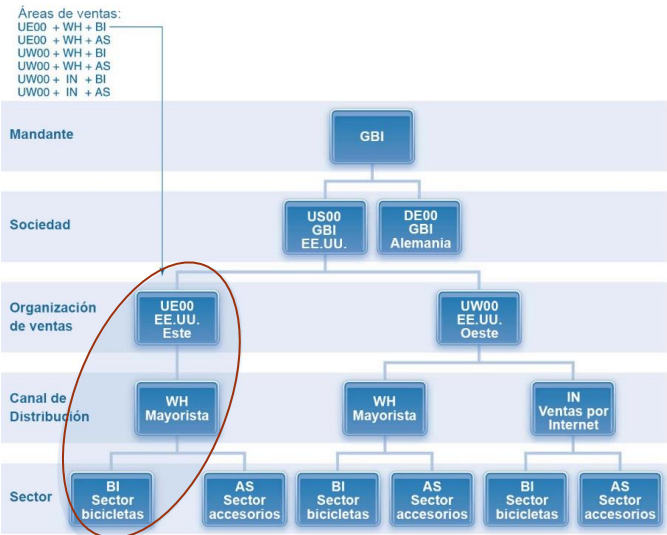 Áreas de ventas:
UE00 + WH + BI
UE00 + WH + AS
UW00 + WH + BI
UW00 + WH + AS
UW00 + IN + BI
UW00 + IN + AS
Mandante
GBI
Sociedad
US00
GBI
EE.UU.
DE00
GBI
Alemania
Organización
de ventas
UE00
EE.UU.
Este
UW00
EE.UU.
Oeste
Canal de
Distribución
WH
Mayorista
WH
Mayorista
IN
Ventas por
Internet
Sector
BI
Sector
bicicletas
AS
Sector
accesorios
BI
Sector
bicicletas
AS
Sector
accesorios
BI
Sector
bicicletas
AS
Sector
accesorios